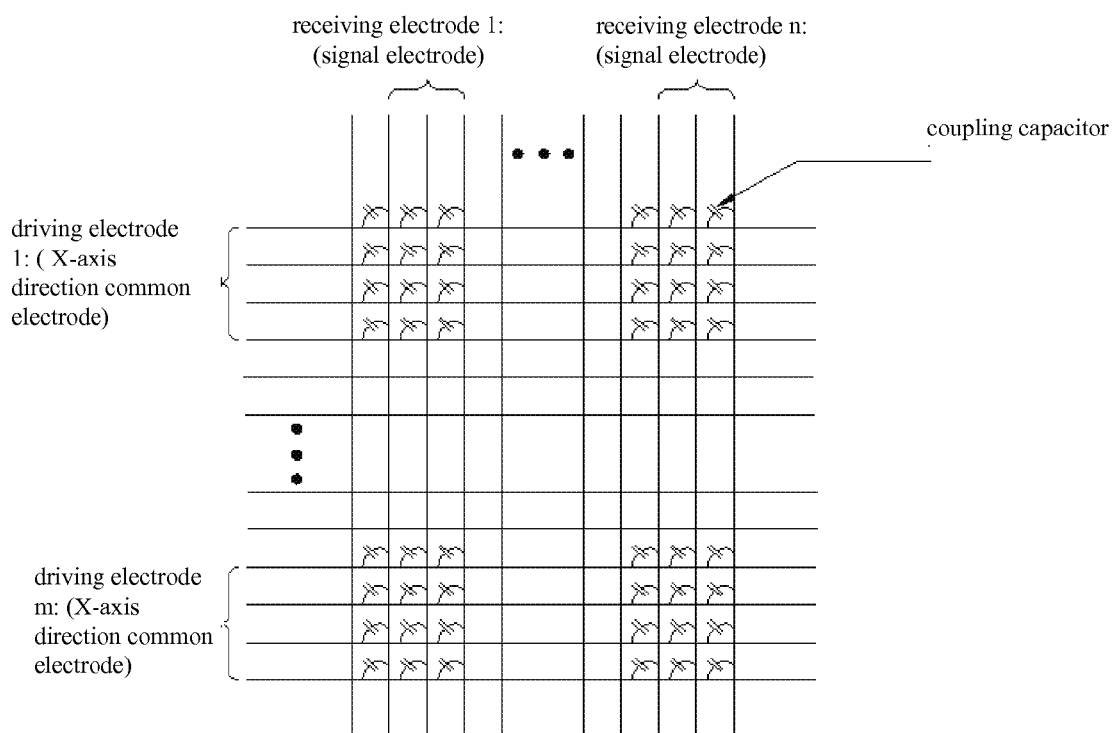 receiving electrode 1:
(signal electrode)
receiving electrode n:
(signal electrode)
coupling capacitor
driving electrode
1: ( X-axis
direction common
electrode)
driving electrode
m: (X-axis
direction common
electrode)